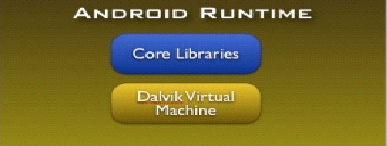 ANDROID RUNTIME
Core Libraries
Dalvik Virtual
Machine